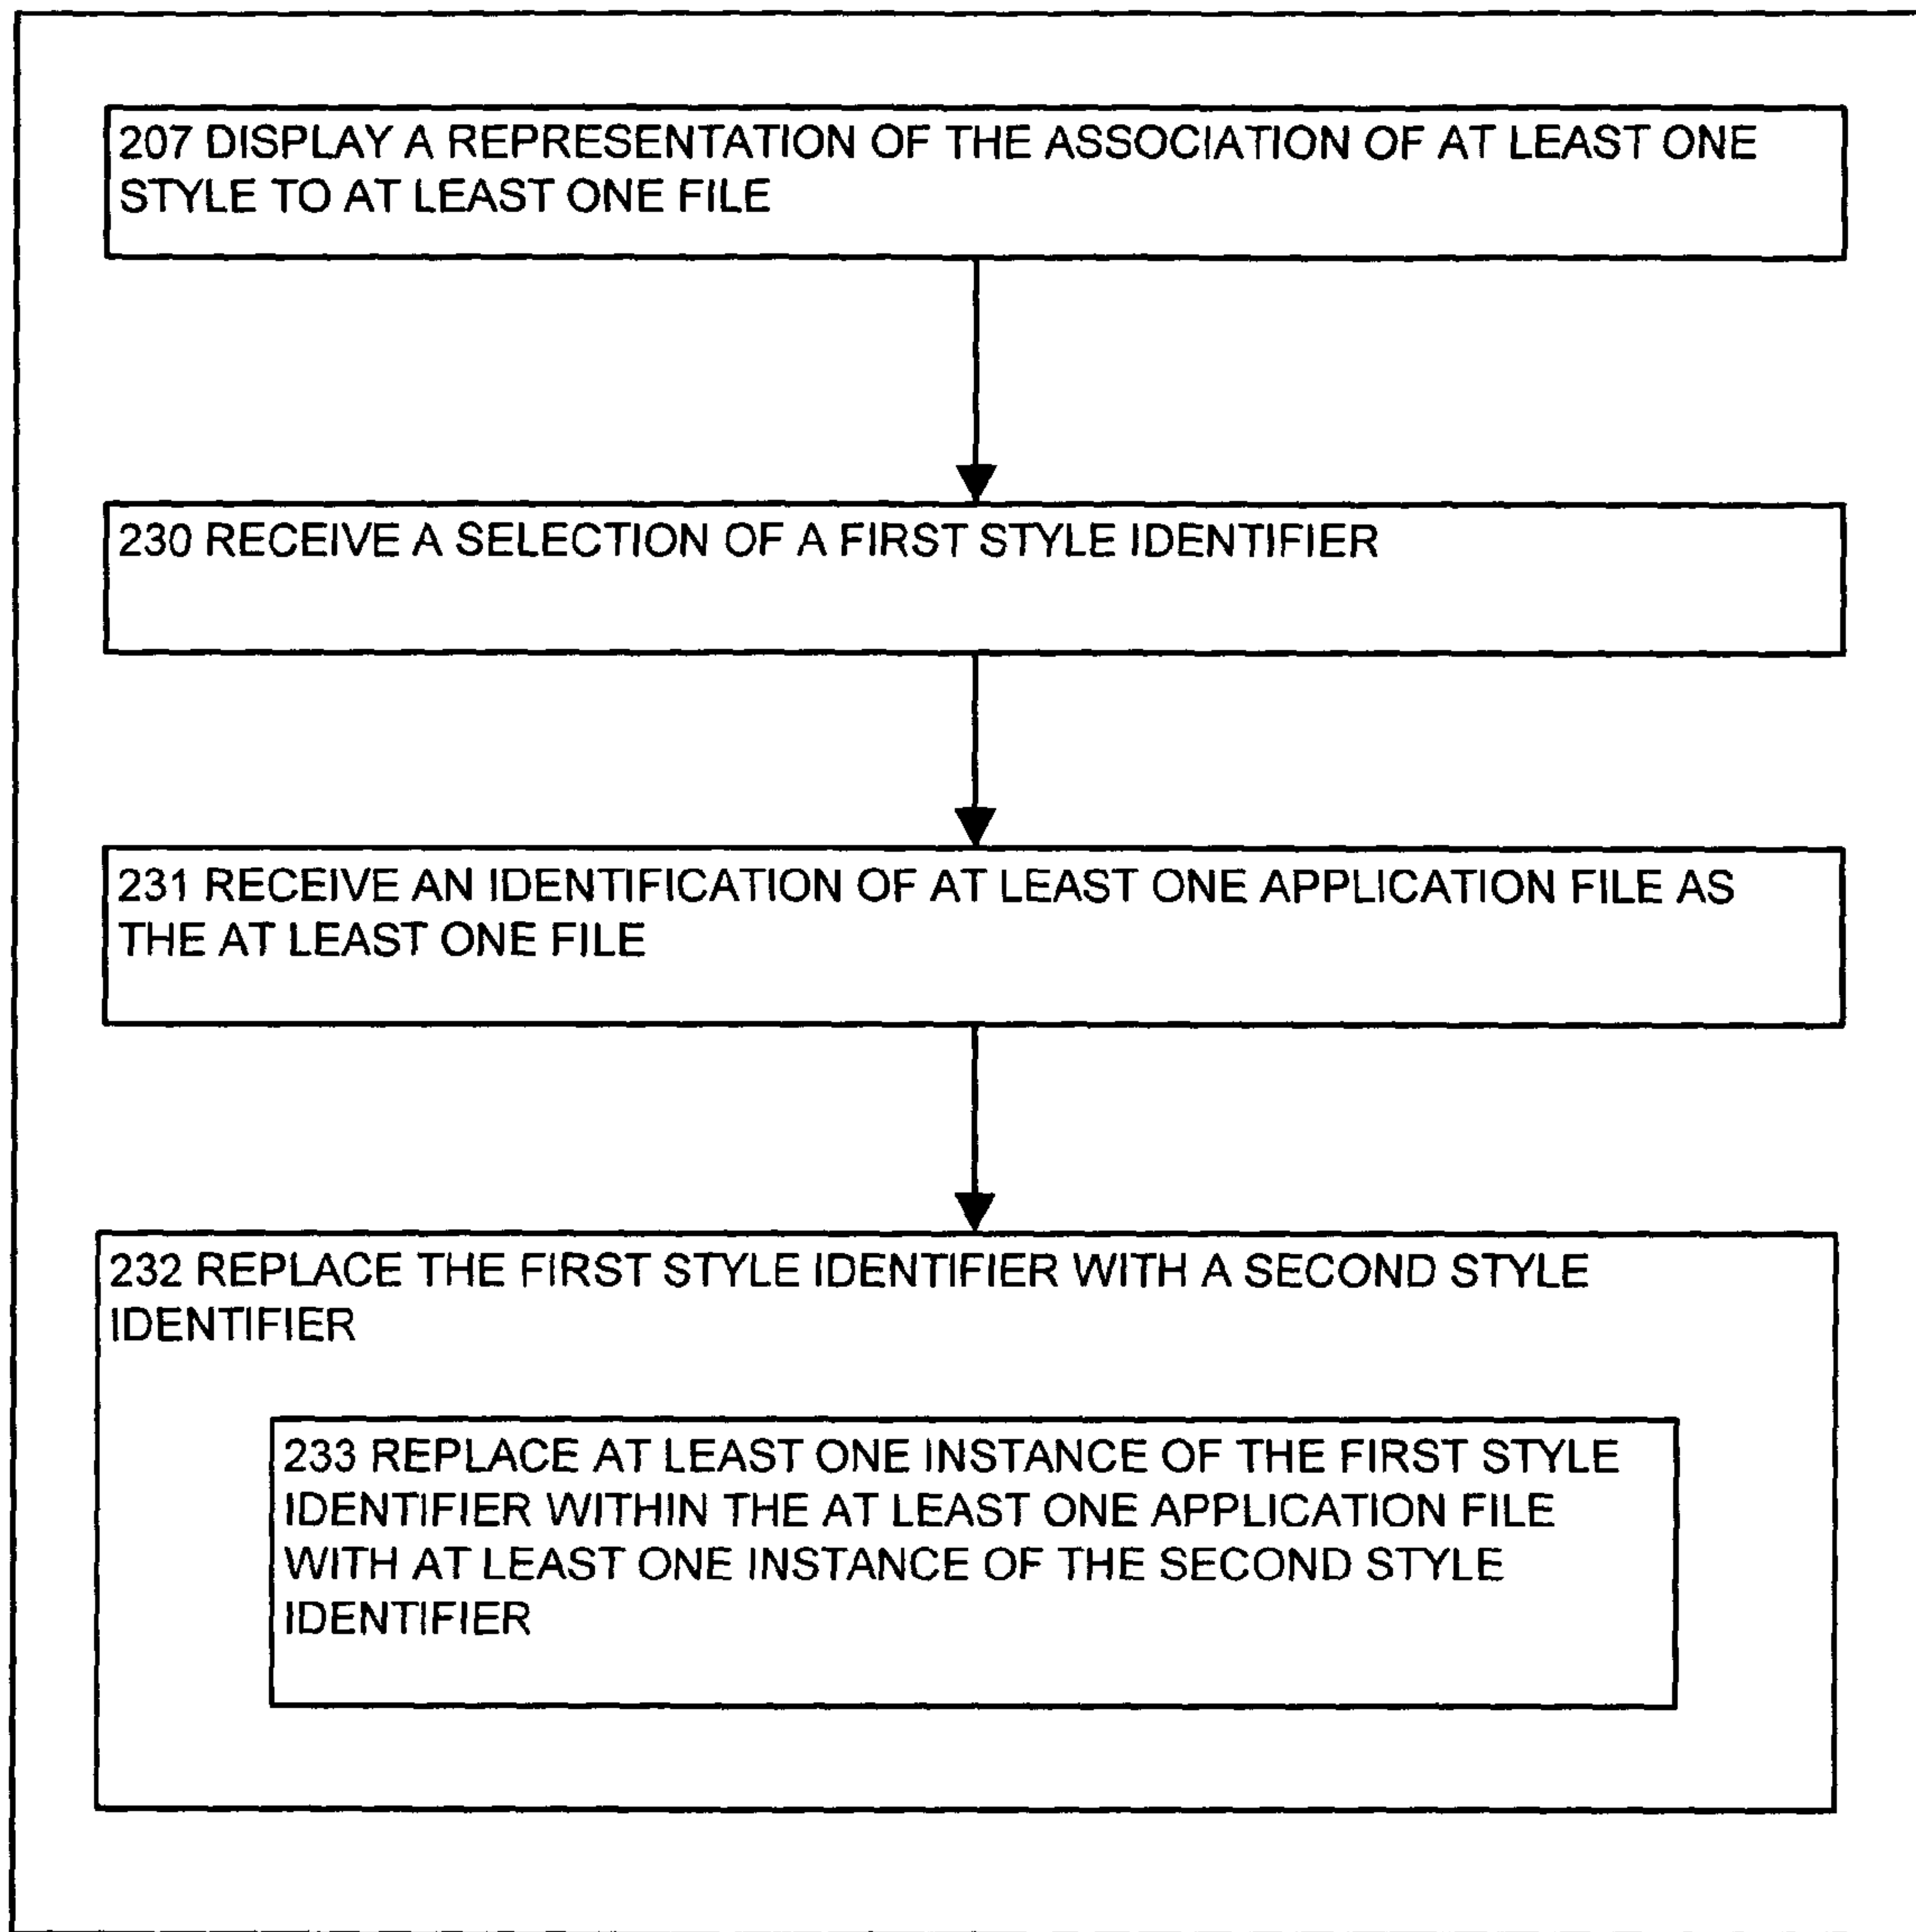 207 DISPLAY A REPRESENTATION OF THE ASSOCIATION OF AT LEAST ONE
STYLE TO AT LEAST ONE FILE
230 RECEIVE A SELECTION OF A FIRST STYLE IDENTIFIER
231 RECEIVE AN IDENTIFICATION OF AT LEAST ONE APPLICATION FILE AS
THE AT LEAST ONE FILE
232 REPLACE THE FIRST STYLE IDENTIFIER WITH A SECOND STYLE
IDENTIFIER
233 REPLACE AT LEAST ONE INSTANCE OF THE FIRST STYLE
IDENTIFIER WITHIN THE AT LEAST ONE APPLICATION FILE
WITH AT LEAST ONE INSTANCE OF THE SECOND STYLE
IDENTIFIER